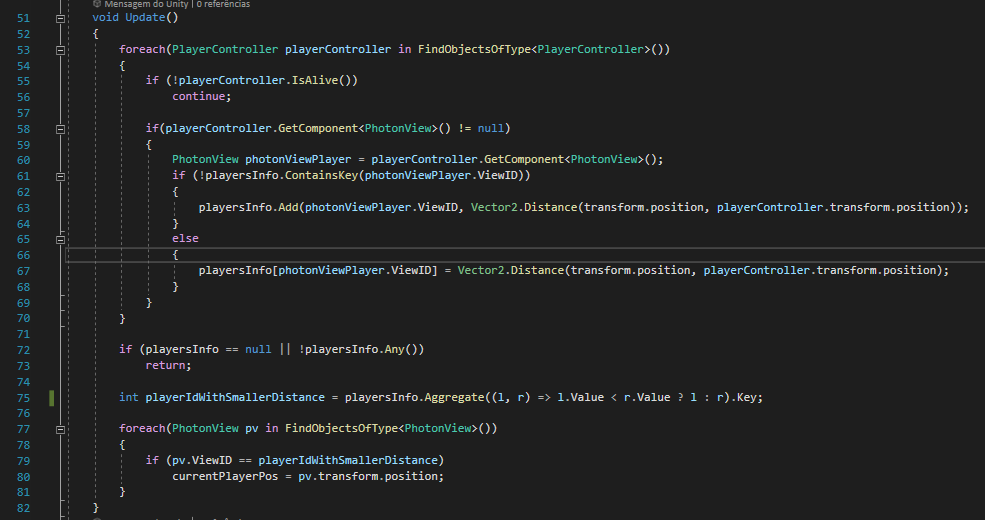 Mensagem do Unity | 0 referências
51 void Update()
52 {
53 foreach(PlayerController playerController in FindObjectsOfType<PlayerController>())
54 {
55 if (!playerController.IsAlive())
56 continue;
57
58 if(playerController.GetComponent<PhotonView>() != null)
59 {
60 PhotonView photonViewPlayer = playerController.GetComponent<PhotonView>();
61 if (!playersInfo.ContainsKey(photonViewPlayer.ViewID))
62 {
63 playersInfo.Add(photonViewPlayer.ViewID, Vector2.Distance(transform.position, playerController.transform.position));
64 }
65 else
66 {
67 playersInfo[photonViewPlayer.ViewID] = Vector2.Distance(transform.position, playerController.transform.position);
68 }
69 }
70 }
71
72 if (playersInfo == null || !playersInfo.Any())
73 return;
74
75 int playerIdWithSmallerDistance = playersInfo.Aggregate((l, r) => l.Value < r.Value ? l : r).Key;
76
77 foreach(PhotonView pv in FindObjectsOfType<PhotonView>())
78 {
79 if (pv.ViewID == playerIdWithSmallerDistance)
80 currentPlayerPos = pv.transform.position;
81 }
82 }